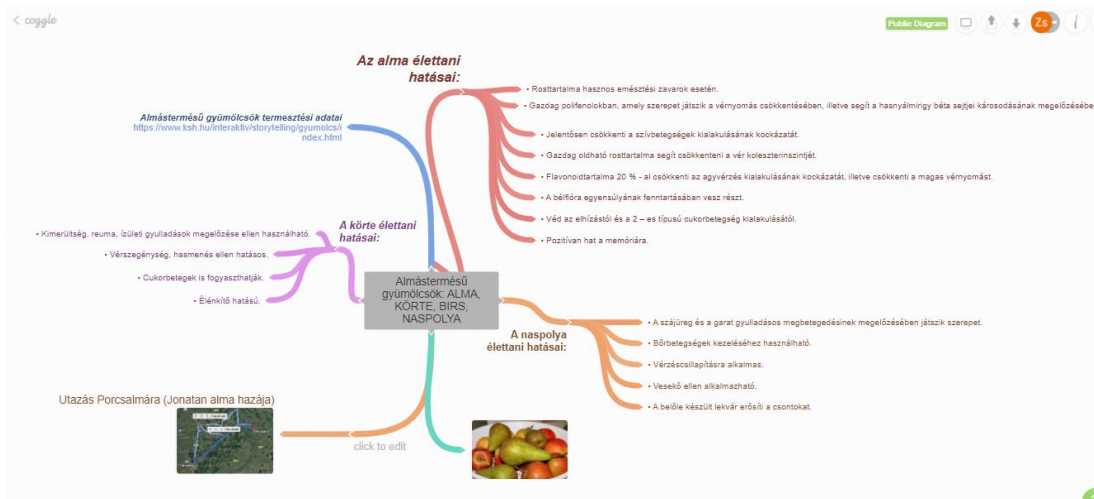 coggle
Public Diagram
Zs
Az alma élettani
hatásai:
• Rosttartalma hasznos emésztési zavarok esetén.
• Gazdag polifenolokban, amely szerepet játszik a vérnyomás csökkentésében, illetve segít a hasnyálmirigy béta sejtjei károsodásának megelőzésébe
• Jelentősen csökkenti a szívbetegségek kialakulásának kockázatát.
• Gazdag oldható rosttartalma segít csökkenteni a vér koleszterinszintjét.
• Flavonoidtartalma 20 % - al csökkenti az agyvérzés kialakulásának kockázatát, illetve csökkenti a magas vérnyomást.
• A bélflóra egyensúlyának fenntartásában vesz részt.
• Véd az elhízástól és a 2 – es típusú cukorbetegség kialakulásától.
• Pozitívan hat a memóriára.
Almástermésű gyümölcsök termesztési adatai
https://www.ksh.hu/interaktiv/storytelling/gyumolcs/i
ndex.html
A körte élettani
hatásai:
• Kimerültség, reuma, ízületi gyulladások megelőzése ellen használható.
• Vérszegénység, hasmenés ellen hatásos.
• Cukorbetegek is fogyaszthatják.
• Élénkítő hatású.
Almástermésű
gyümölcsök: ALMA,
KÖRTE, BIRS,
NASPOLYA
A naspolya
élettani hatásai:
• A szájüreg és a garat gyulladásos megbetegedésinek megelőzésében játszik szerepet.
• Bőrbetegségek kezeléséhez használható.
• Vérzéscsillapításra alkalmas.
• Vesekő ellen alkalmazható.
• A belőle készült lekvár erősíti a csontokat.
Utazás Porcsalmára (Jonatan alma hazája)
click to edit